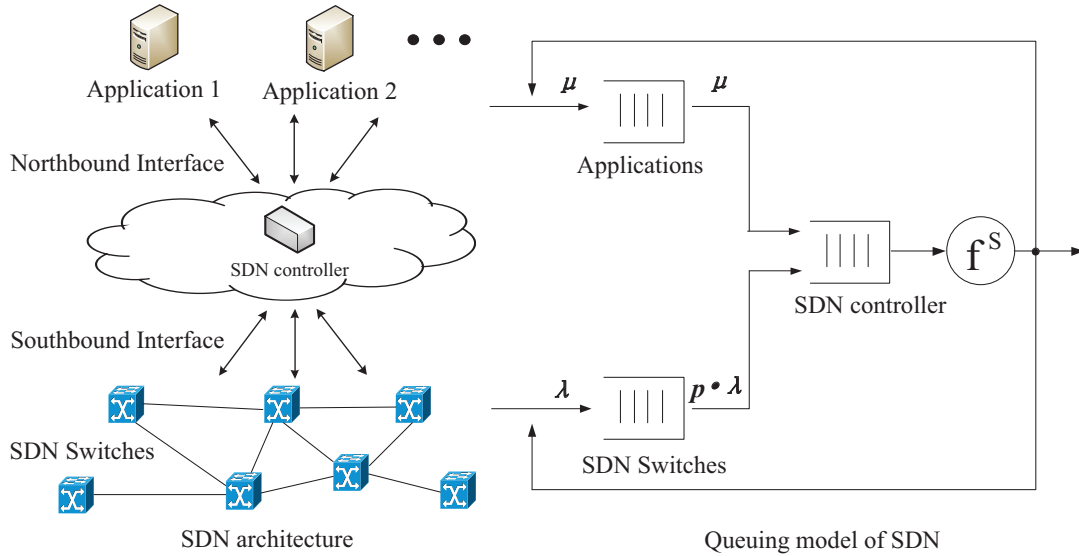 Application 1
Application 2
Northbound Interface
SDN controller
Southbound Interface
SDN Switches
SDN architecture
μ
μ
Applications
f^S
SDN controller
λ
p • λ
SDN Switches
Queuing model of SDN